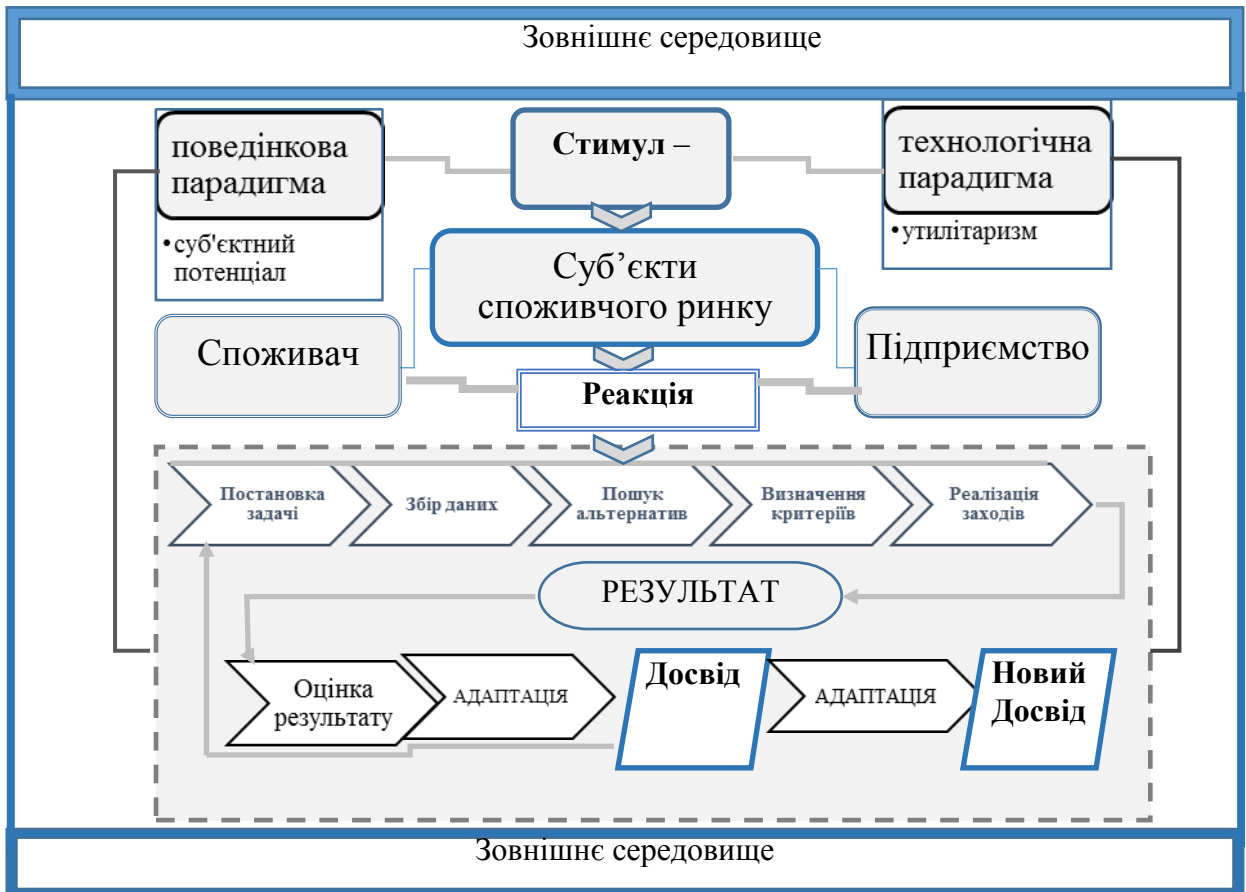 Зовнішнє середовище
поведінкова
парадигма
•суб'єктний
потенціал
Стимул –
технологічна
парадигма
•утилітаризм
Суб’єкти
споживчого ринку
Споживач
Підприємство
Реакція
Постановка
задачі
Збір даних
Пошук
альтернатив
Визначення
критеріїв
Реалізація
заходів
РЕЗУЛЬТАТ
Оцінка
результату
АДАПТАЦІЯ
Досвід
АДАПТАЦІЯ
Новий
Досвід
Зовнішнє середовище